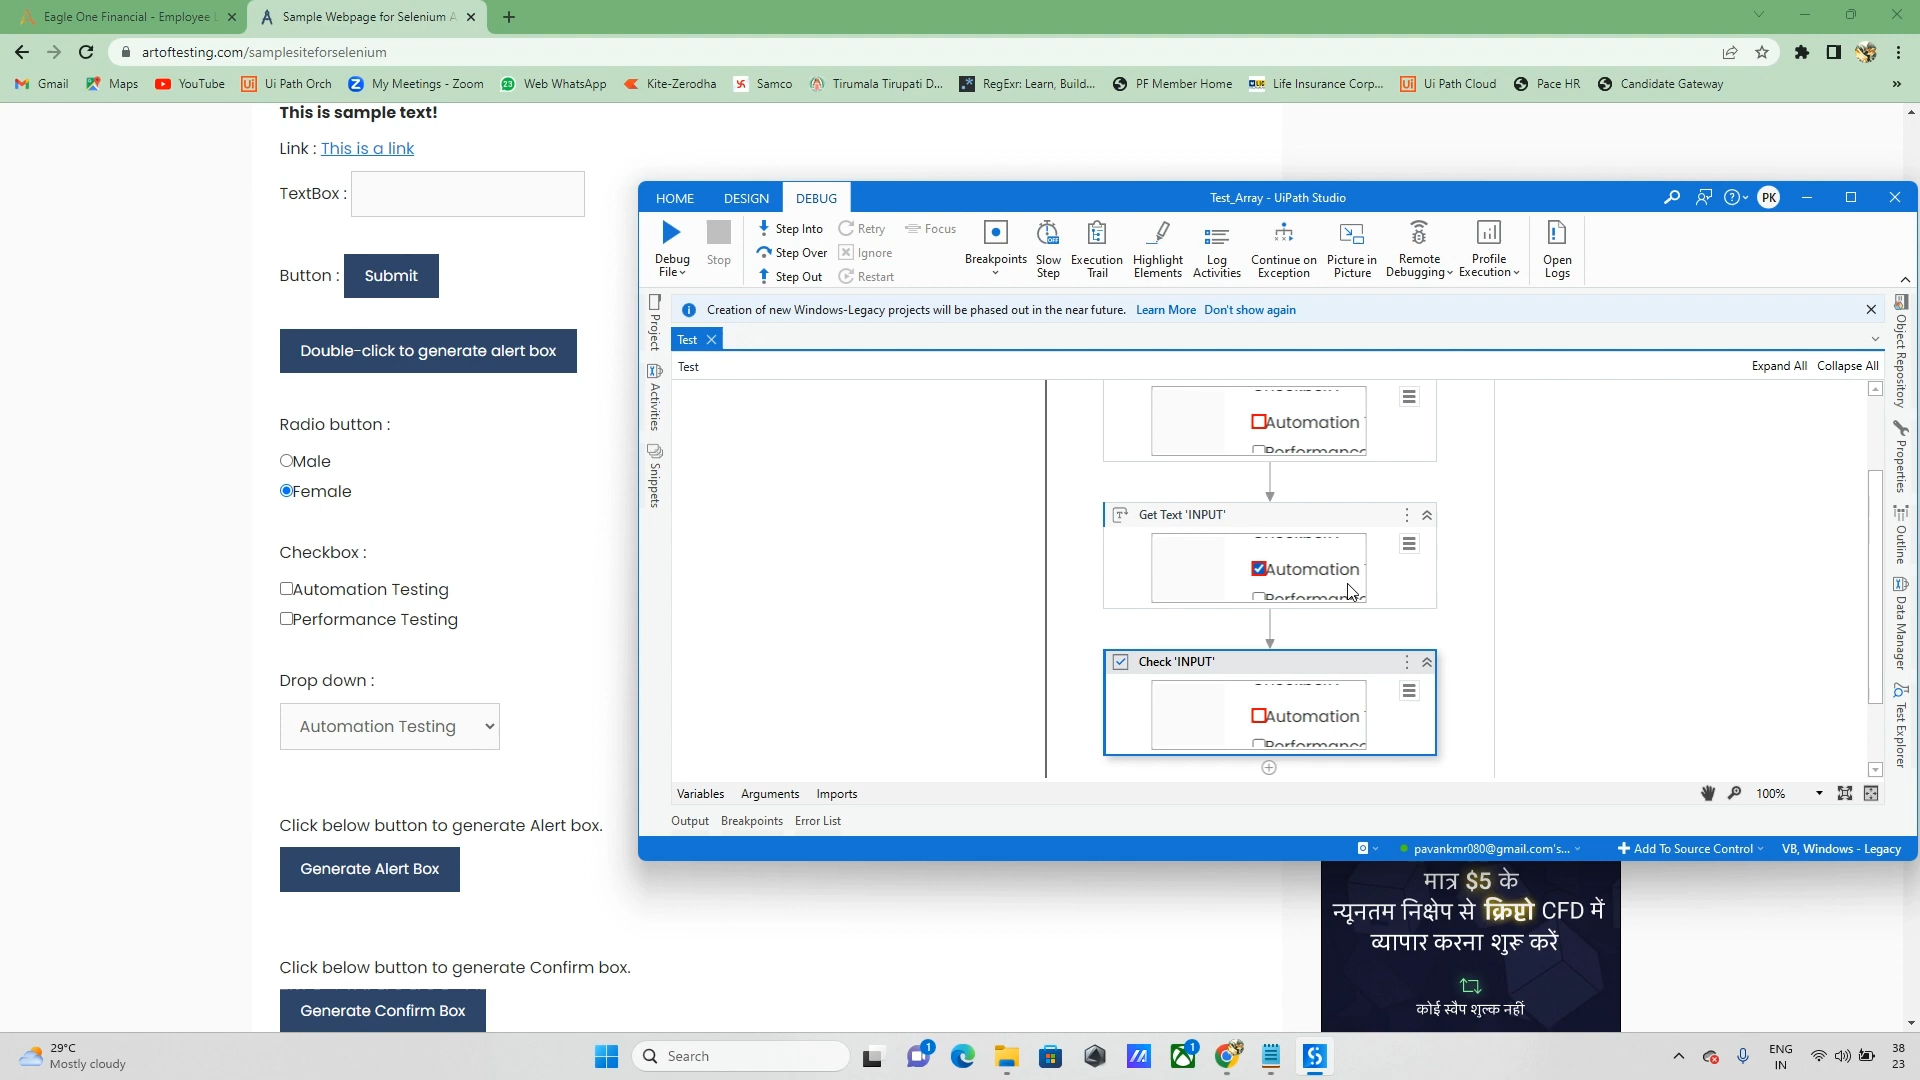 Eagle One Financial - Employee L
Sample Webpage for Selenium A
artoftesting.com/samplesiteforselenium
Gmail
Maps
YouTube
Ui Path Orch
My Meetings - Zoom
Web WhatsApp
Kite-Zerodha
Samco
Tirumala Tirupati D...
RegExr: Learn, Build...
PF Member Home
Life Insurance Corp...
Ui Path Cloud
Pace HR
Candidate Gateway
»
This is sample text!
Link : This is a link
TextBox :
Button : Submit
Double-click to generate alert box
Radio button :
Male
Female
Checkbox :
Automation Testing
Performance Testing
Drop down :
Automation Testing
Click below button to generate Alert box.
Generate Alert Box
Click below button to generate Confirm box.
Generate Confirm Box
HOME
DESIGN
DEBUG
Test_Array - UiPath Studio
PK
Debug File
Stop
Step Into
Step Over
Step Out
Retry
Ignore
Restart
Focus
Breakpoints
Slow Step
Execution Trail
Highlight Elements
Log Activities
Continue on Exception
Picture in Picture
Remote Debugging
Profile Execution
Open Logs
Creation of new Windows-Legacy projects will be phased out in the near future. Learn More Don't show again
Test
Test
Expand All Collapse All
Project
Activities
Snippets
Automation
Performance
Get Text 'INPUT'
Automation
Performance
Check 'INPUT'
Automation
Performance
Object Repository
Properties
Outline
Data Manager
Test Explorer
Variables
Arguments
Imports
100%
Output
Breakpoints
Error List
pavankmr080@gmail.com's...
Add To Source Control
VB, Windows - Legacy
मात्र $5 के
न्यूनतम निक्षेप से क्रिप्टो CFD में
व्यापार करना शुरू करें
कोई स्वैप शुल्क नहीं
29°C
Mostly cloudy
Search
1
1
ENG
IN
38
23